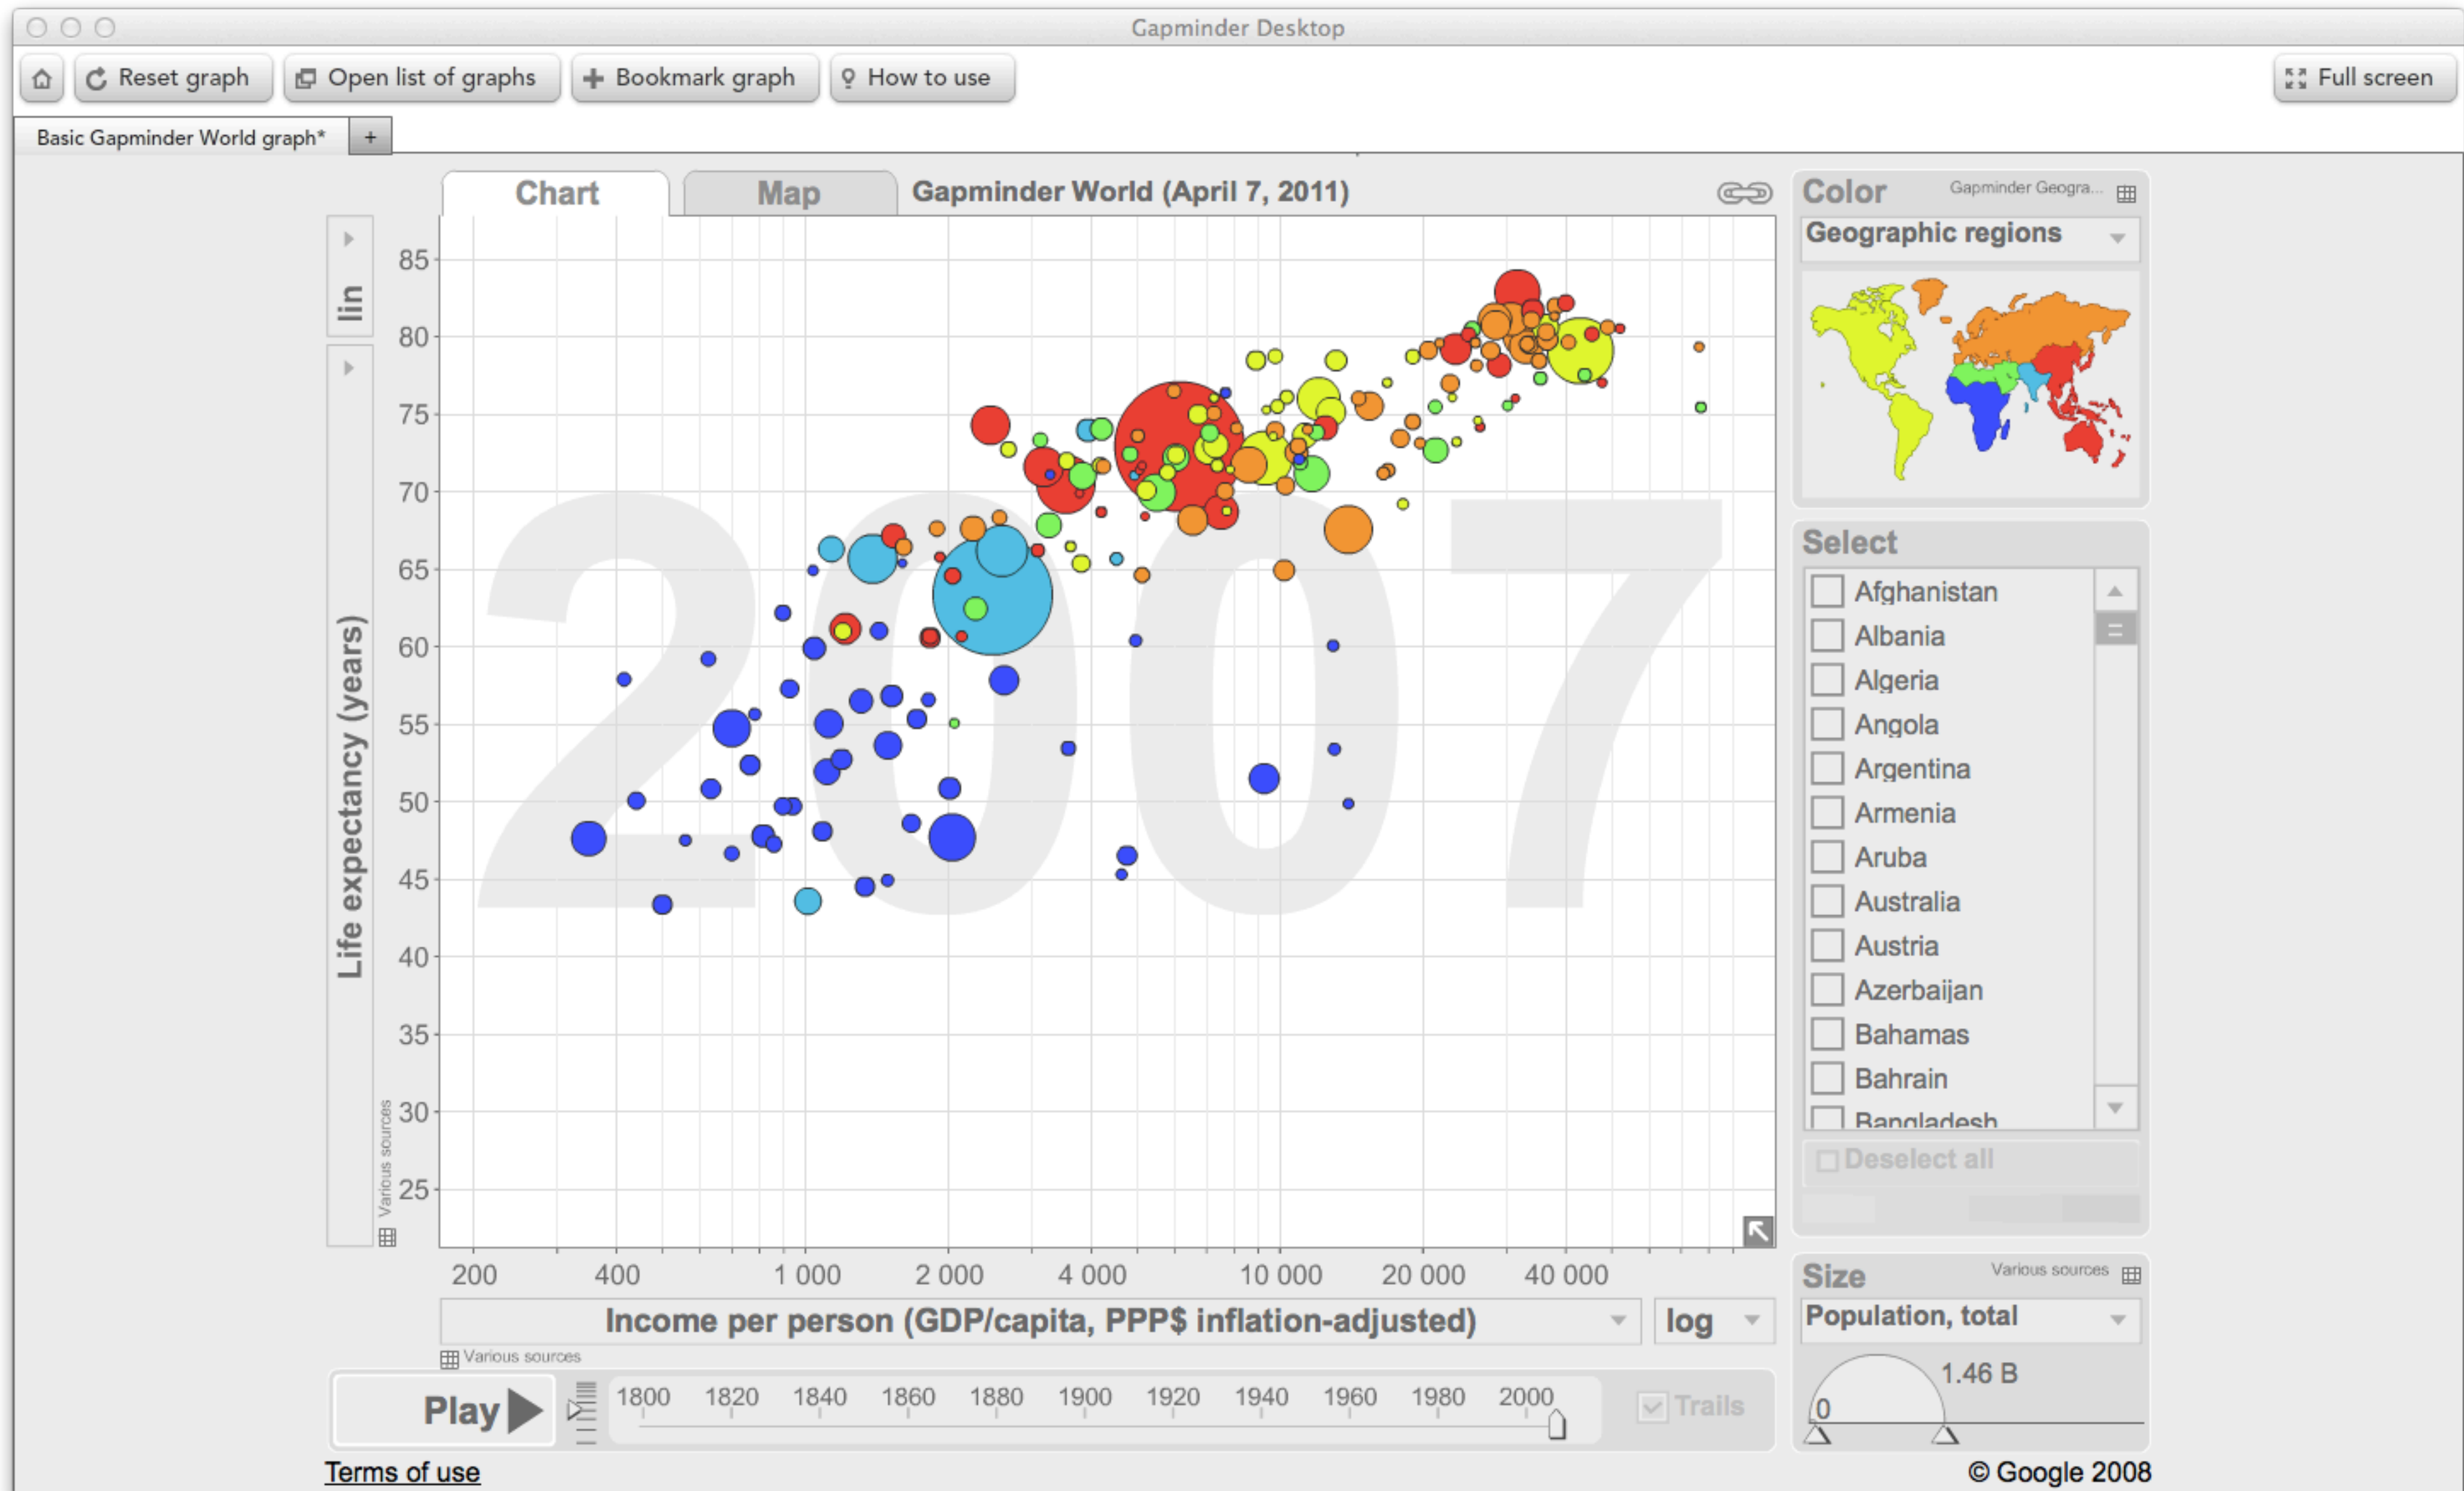 Gapminder Desktop
Reset graph
Open list of graphs
Bookmark graph
How to use
Full screen
Basic Gapminder World graph*
+
Chart
Map
Gapminder World (April 7, 2011)
lin
Life expectancy (years)
Various sources
85
80
75
70
65
60
55
50
45
40
35
30
25
2007
200
400
1 000
2 000
4 000
10 000
20 000
40 000
Income per person (GDP/capita, PPP$ inflation-adjusted)
log
Various sources
Play
1800 1820 1840 1860 1880 1900 1920 1940 1960 1980 2000
Trails
Terms of use
Color
Gapminder Geogra...
Geographic regions
Select
Afghanistan
Albania
Algeria
Angola
Argentina
Armenia
Aruba
Australia
Austria
Azerbaijan
Bahamas
Bahrain
Bangladesh
Deselect all
Size
Various sources
Population, total
1.46 B
0
© Google 2008